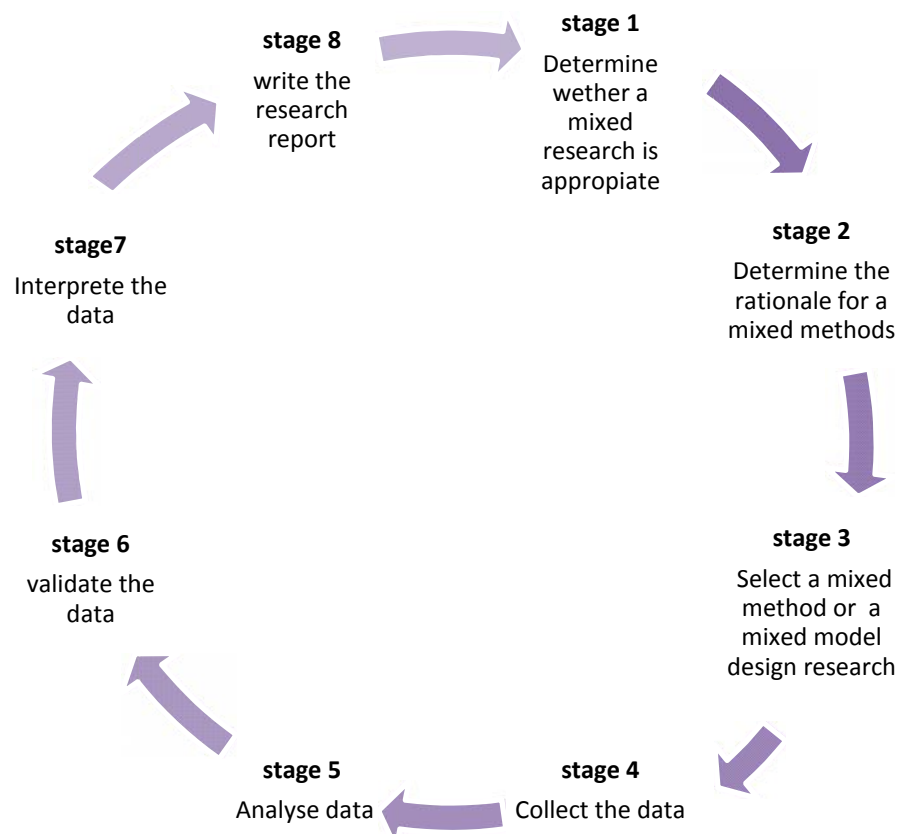 stage 1
Determine
wether a
mixed
research is
appropiate
stage 2
Determine the
rationale for a
mixed methods
stage 3
Select a mixed
method or a
mixed model
design research
stage 4
Collect the data
stage 5
Analyse data
stage 6
validate the
data
stage7
Interprete the
data
stage 8
write the
research
report